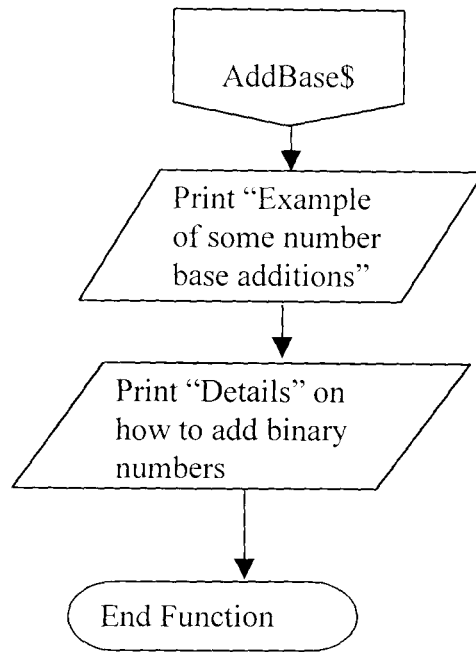 AddBase$
Print “Example
of some number
base additions”
Print “Details” on
how to add binary
numbers
End Function